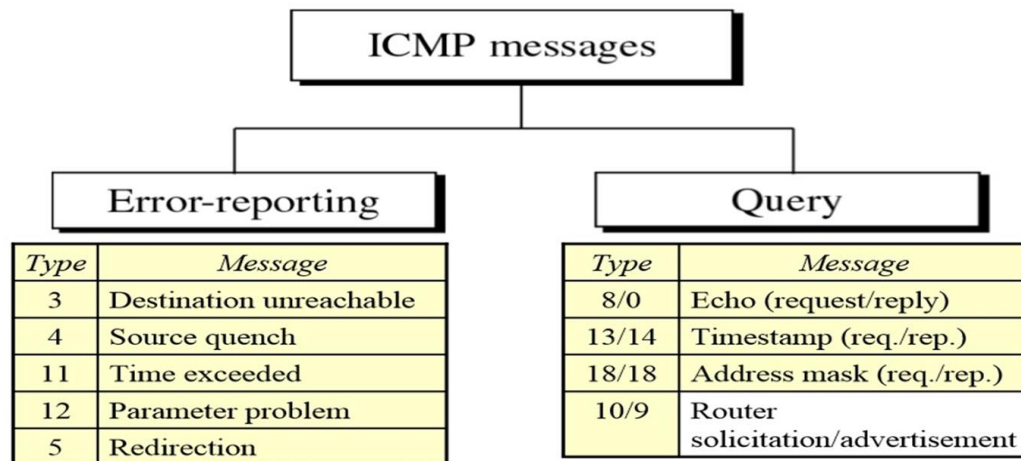 ICMP messages
Error-reporting
Type Message
3 Destination unreachable
4 Source quench
11 Time exceeded
12 Parameter problem
5 Redirection
Query
Type Message
8/0 Echo (request/reply)
13/14 Timestamp (req./rep.)
18/18 Address mask (req./rep.)
10/9 Router
solicitation/advertisement